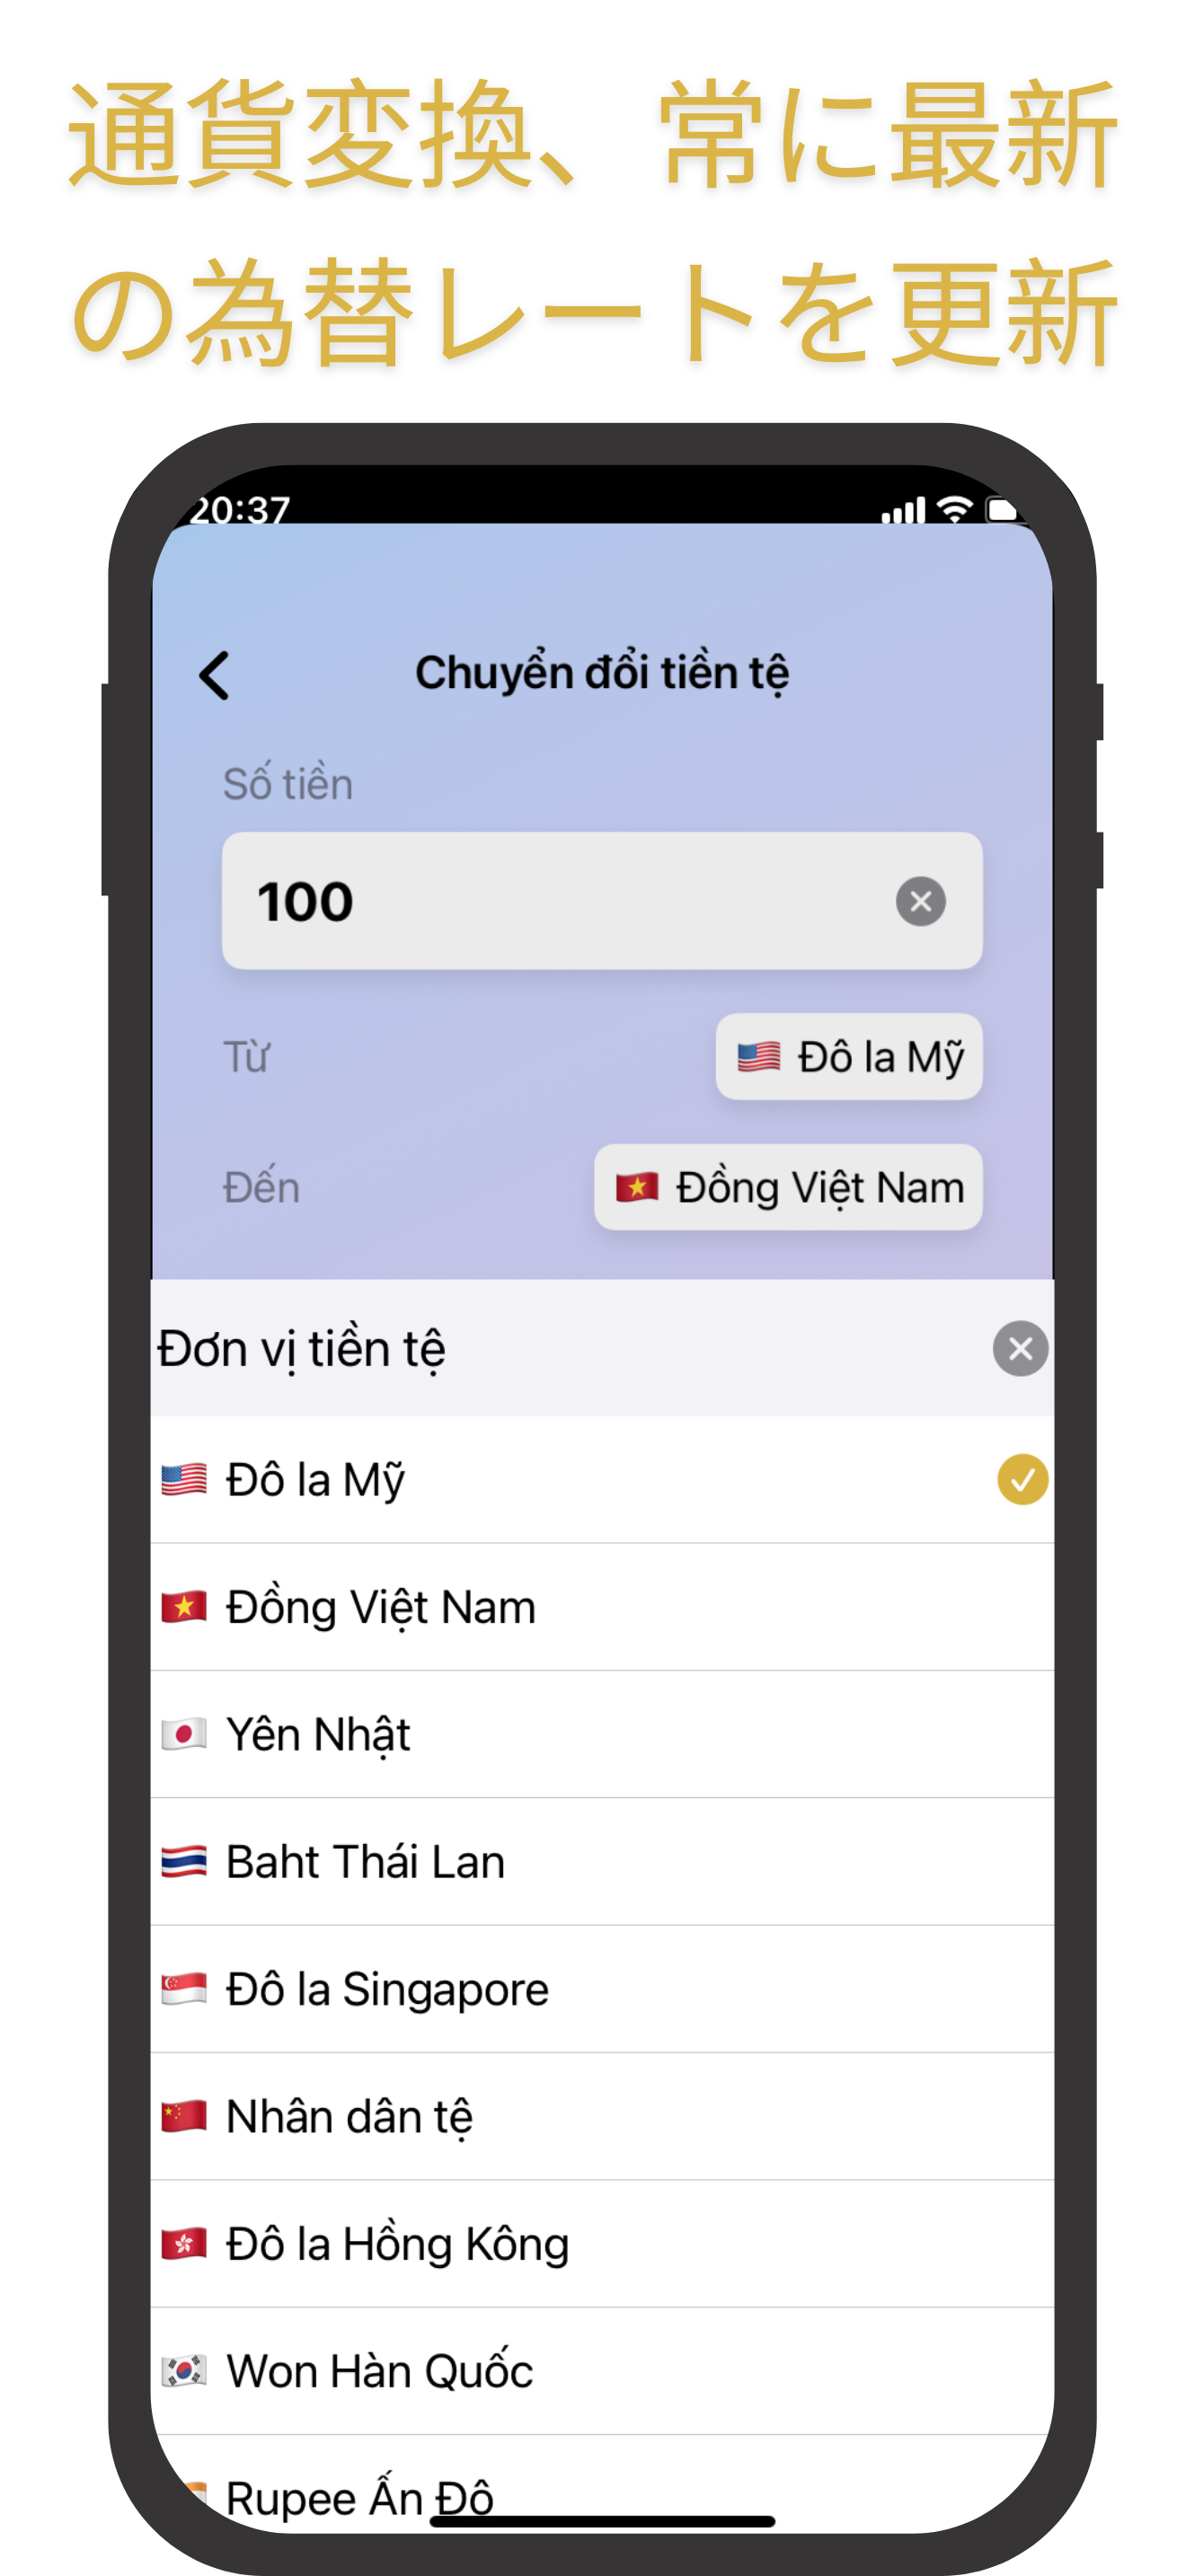 通貨変換、常に最新
の為替レートを更新
20:37
Chuyển đổi tiền tệ
Số tiền
100
Từ
Đô la Mỹ
Đến
Đồng Việt Nam
Đơn vị tiền tệ
Đô la Mỹ
Đồng Việt Nam
Yên Nhật
Baht Thái Lan
Đô la Singapore
Nhân dân tệ
Đô la Hồng Kông
Won Hàn Quốc
Rupee Ấn Đô